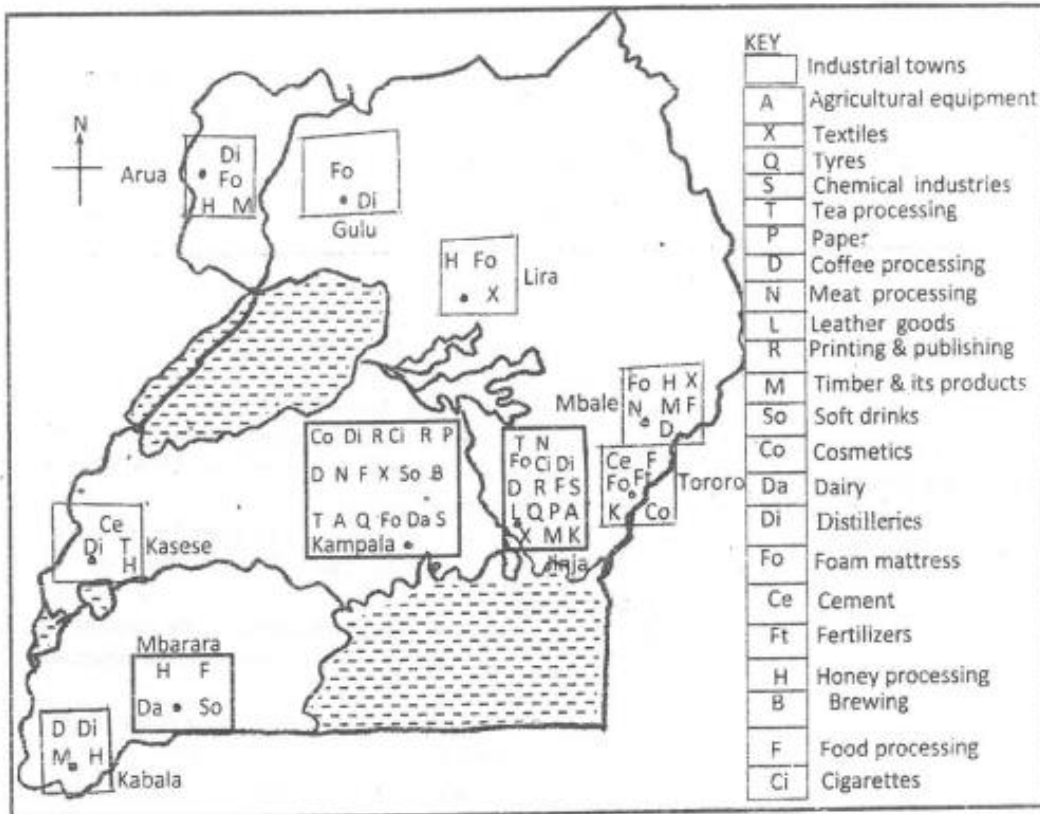 KEY
Industrial towns
A Agricultural equipment
X Textiles
Q Tyres
S Chemical industries
T Tea processing
P Paper
D Coffee processing
N Meat processing
L Leather goods
R Printing & publishing
M Timber & its products
So Soft drinks
Co Cosmetics
Da Dairy
Di Distilleries
Fo Foam mattress
Ce Cement
Ft Fertilizers
H Honey processing
B Brewing
F Food processing
Ci Cigarettes
N
Arua
Di
Fo
H M
Fo
Di
Gulu
H Fo
X
Lira
Mbale
Fo H X
N M F
D
Co Di R Ci R P
D N F X So B
T A Q Fo Da S
Kampala
T N
Fo Ci Di
D R F S
L Q P A
X M K
Jinja
Ce F
Fo Ft
K Co
Tororo
Ce
Di T
H
Kasese
Mbarara
H F
Da So
D Di
M H
Kabala